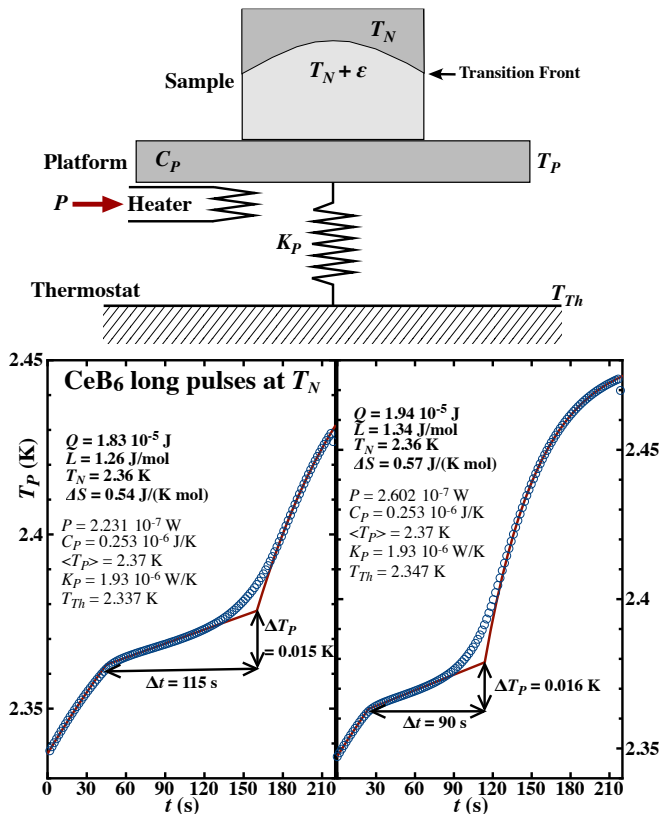 T_N
Sample
T_N + ε
Transition Front
Platform
C_P
T_P
P
Heater
K_P
Thermostat
T_Th
2.45
CeB6 long pulses at T_N
Q = 1.83 10^-5 J
L = 1.26 J/mol
T_N = 2.36 K
ΔS = 0.54 J/(K mol)
P = 2.231 10^-7 W
C_P = 0.253 10^-6 J/K
<T_P> = 2.37 K
K_P = 1.93 10^-6 W/K
T_Th = 2.337 K
T_P (K)
2.4
2.35
ΔT_P
= 0.015 K
Δt = 115 s
0
30
60
90
120
150
180
210
t (s)
Q = 1.94 10^-5 J
L = 1.34 J/mol
T_N = 2.36 K
ΔS = 0.57 J/(K mol)
P = 2.602 10^-7 W
C_P = 0.253 10^-6 J/K
<T_P> = 2.37 K
K_P = 1.93 10^-6 W/K
T_Th = 2.347 K
2.45
2.4
2.35
ΔT_P = 0.016 K
Δt = 90 s
30
60
90
120
150
180
210
t (s)